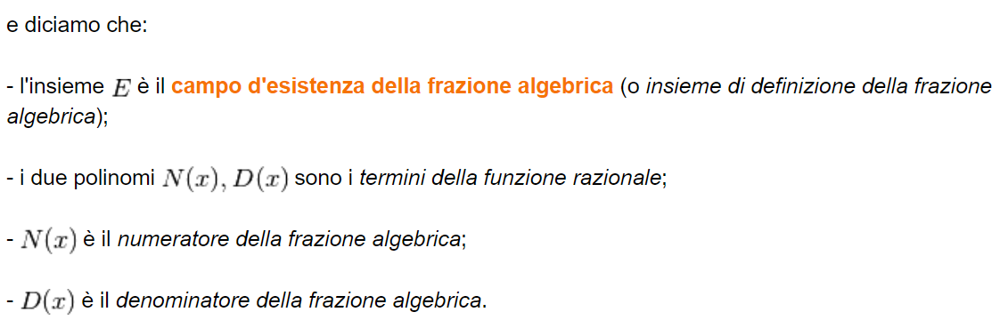 e diciamo che:
- l'insieme E è il campo d'esistenza della frazione algebrica (o insieme di definizione della frazione
algebrica);
- i due polinomi N(x), D(x) sono i termini della funzione razionale;
- N(x) è il numeratore della frazione algebrica;
- D(x) è il denominatore della frazione algebrica.